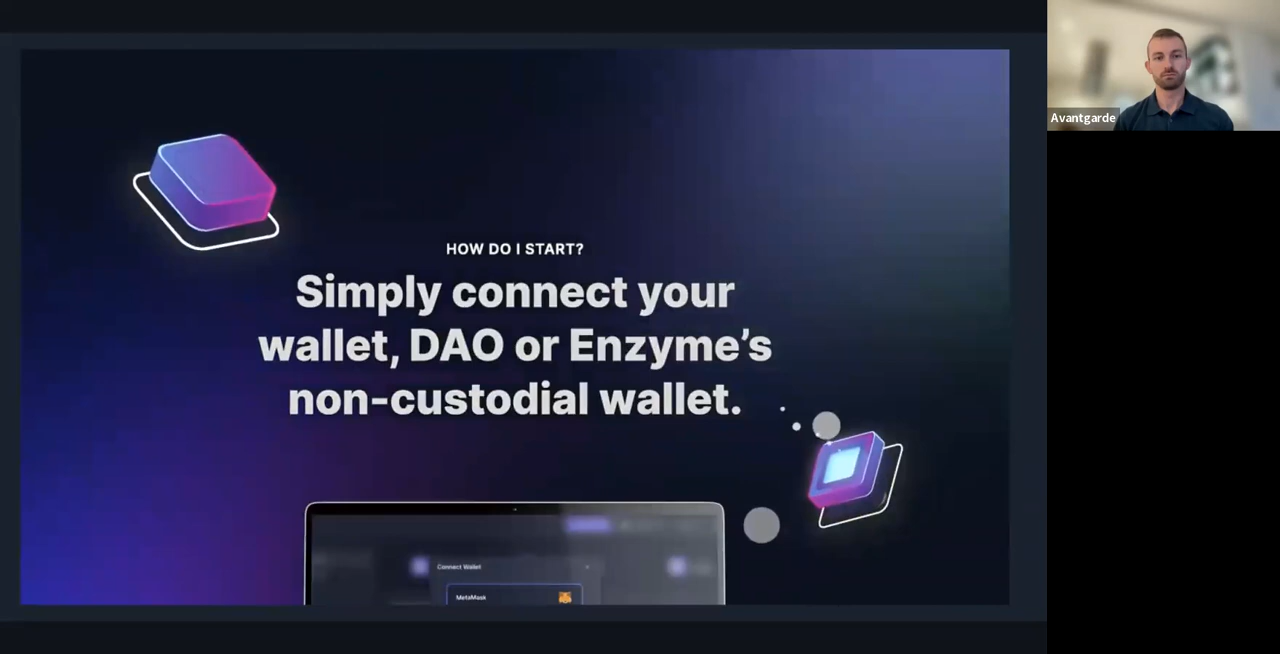 HOW DO I START?
Simply connect your
wallet, DAO or Enzyme’s
non-custodial wallet.
Connect Wallet
MetaMask
Avantgarde